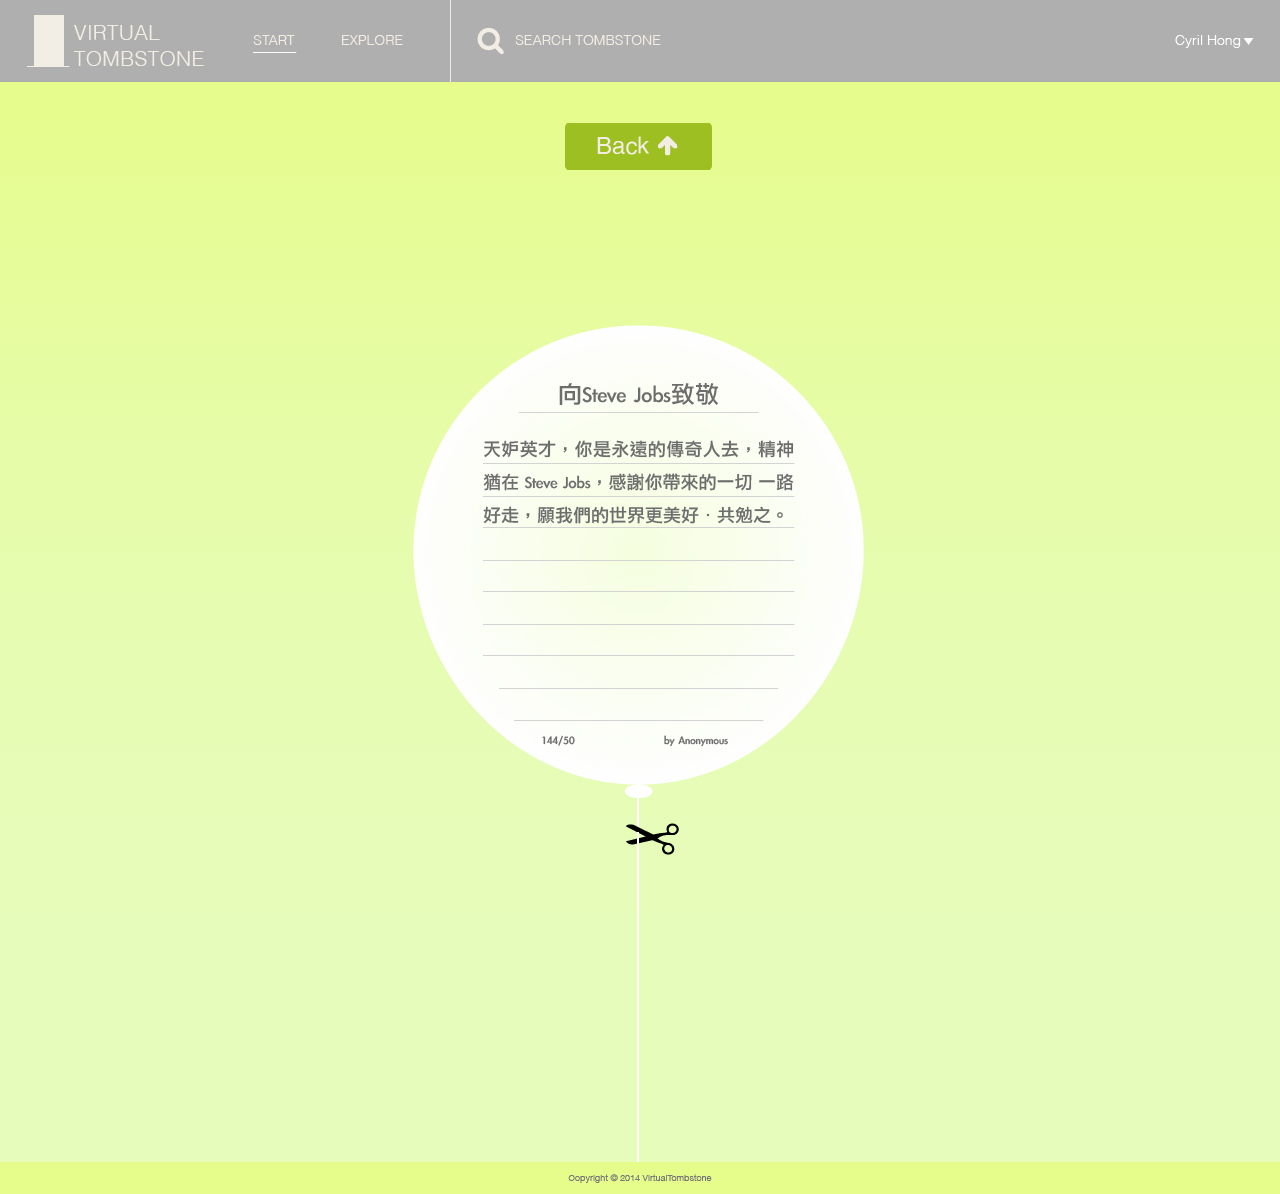 VIRTUAL
TOMBSTONE
START
EXPLORE
SEARCH TOMBSTONE
Cyril Hong
Back
向Steve Jobs致敬
天妒英才，你是永遠的傳奇人去，精神
猶在 Steve Jobs，感謝你帶來的一切 一路
好走，願我們的世界更美好．共勉之。
144/50
by Anonymous
Copyright © 2014 VirtualTombstone